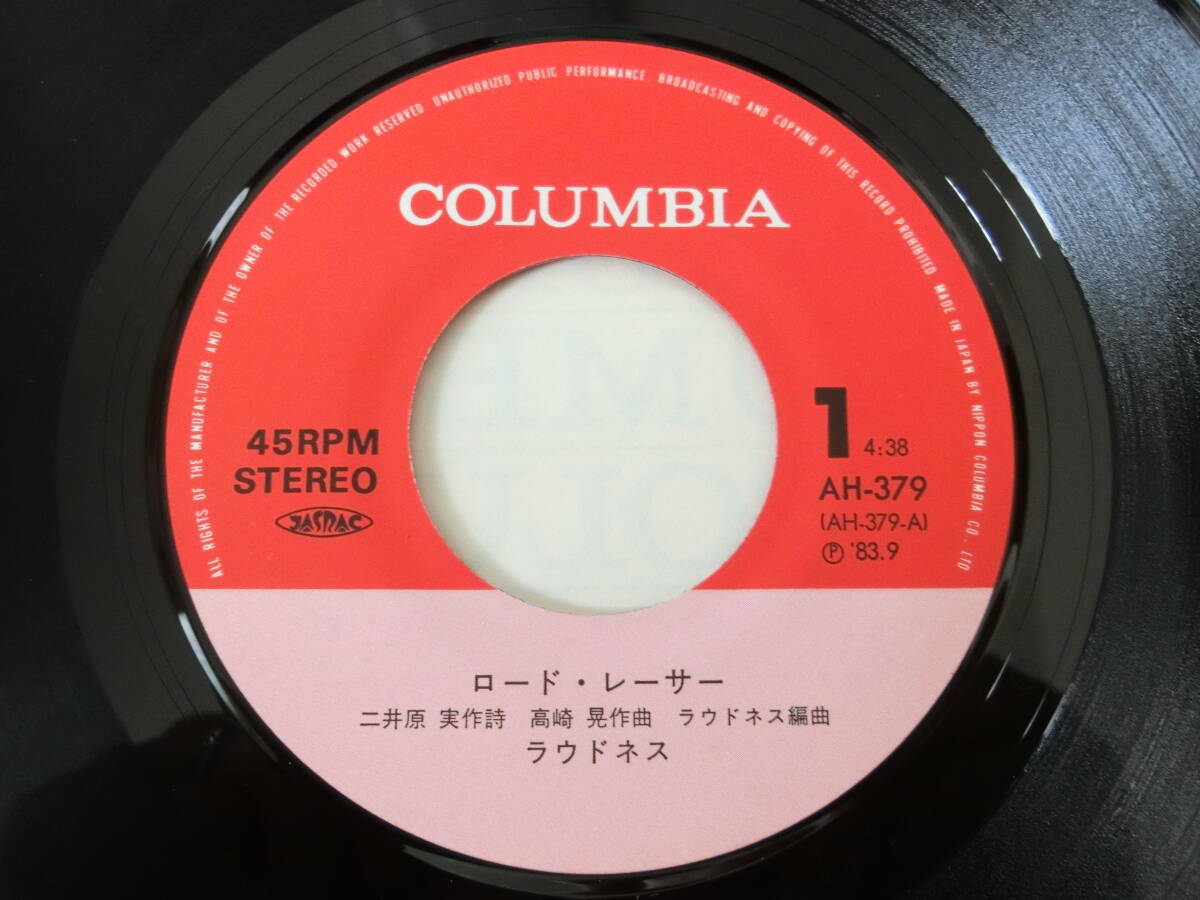 ALL RIGHTS OF THE MANUFACTURER AND OF THE OWNER OF THE RECORDED WORK RESERVED UNAUTHORIZED PUBLIC PERFORMANCE. BROADCASTING AND COPYING OF THIS RECORD PROHIBITED MADE IN JAPAN BY NIPPON COLUMBIA CO., LTD
COLUMBIA
45RPM
STEREO
JASRAC
1 4:38
AH-379
(AH-379-A)
Ⓟ '83.9
ロード・レーサー
二井原 実作詩 高崎 晃作曲 ラウドネス編曲
ラウドネス